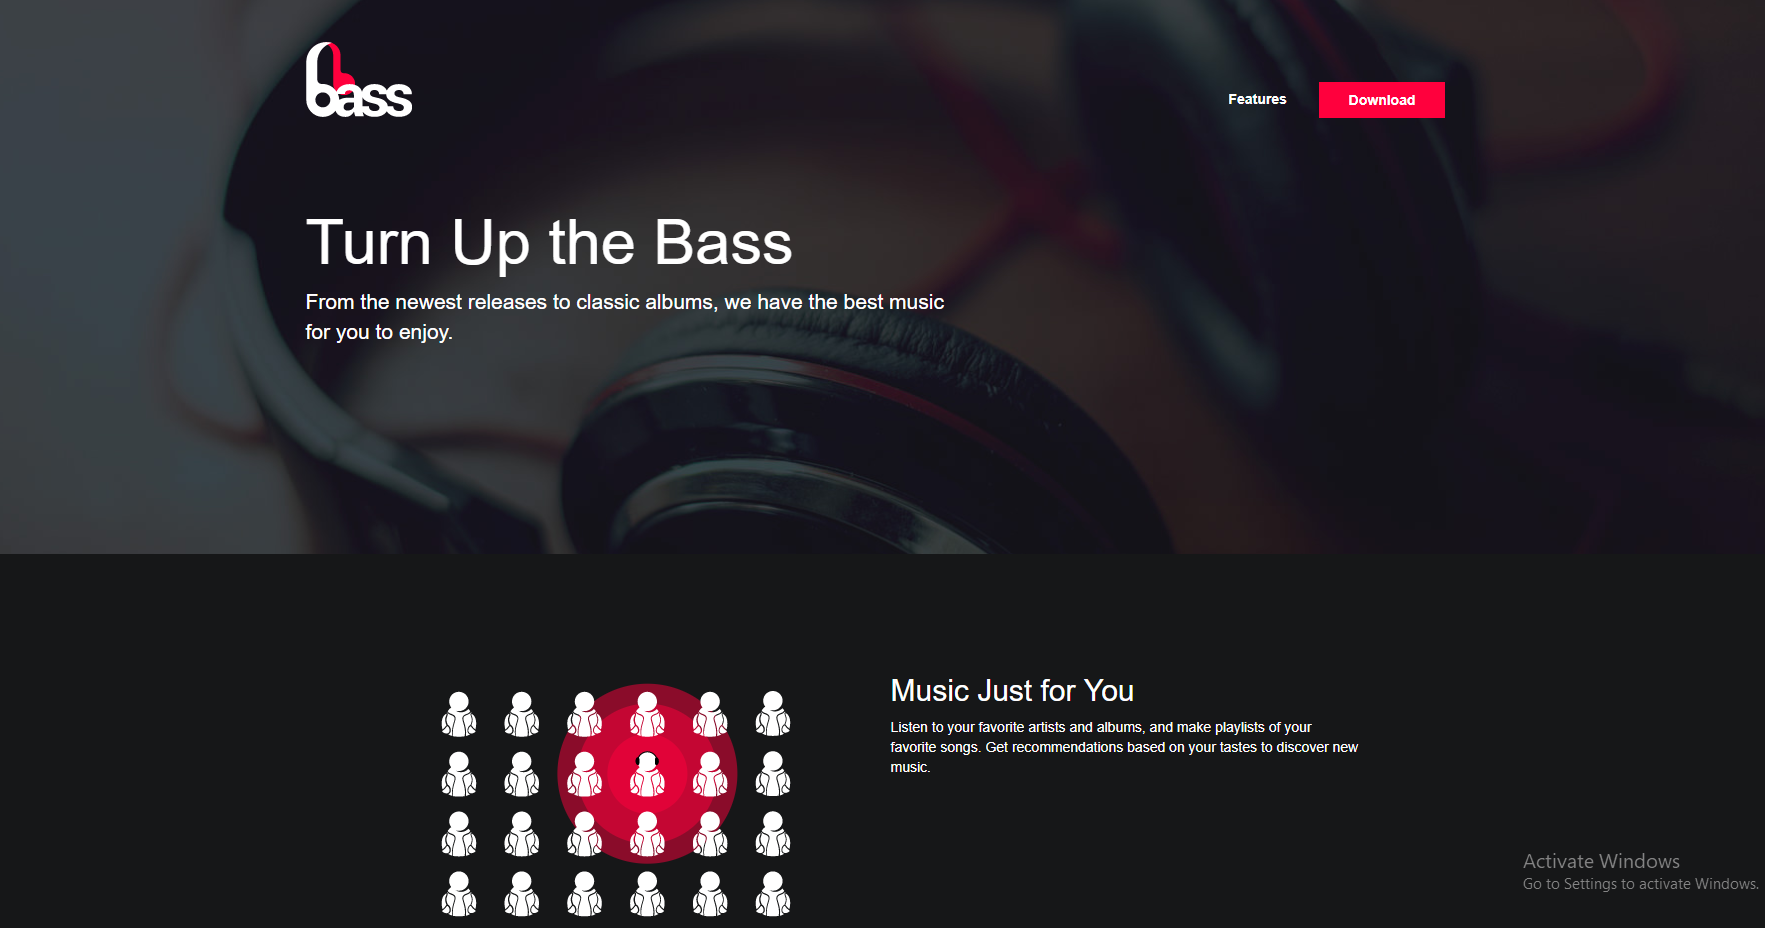 bass
Features
Download
Turn Up the Bass
From the newest releases to classic albums, we have the best music
for you to enjoy.
Music Just for You
Listen to your favorite artists and albums, and make playlists of your
favorite songs. Get recommendations based on your tastes to discover new
music.
Activate Windows
Go to Settings to activate Windows.